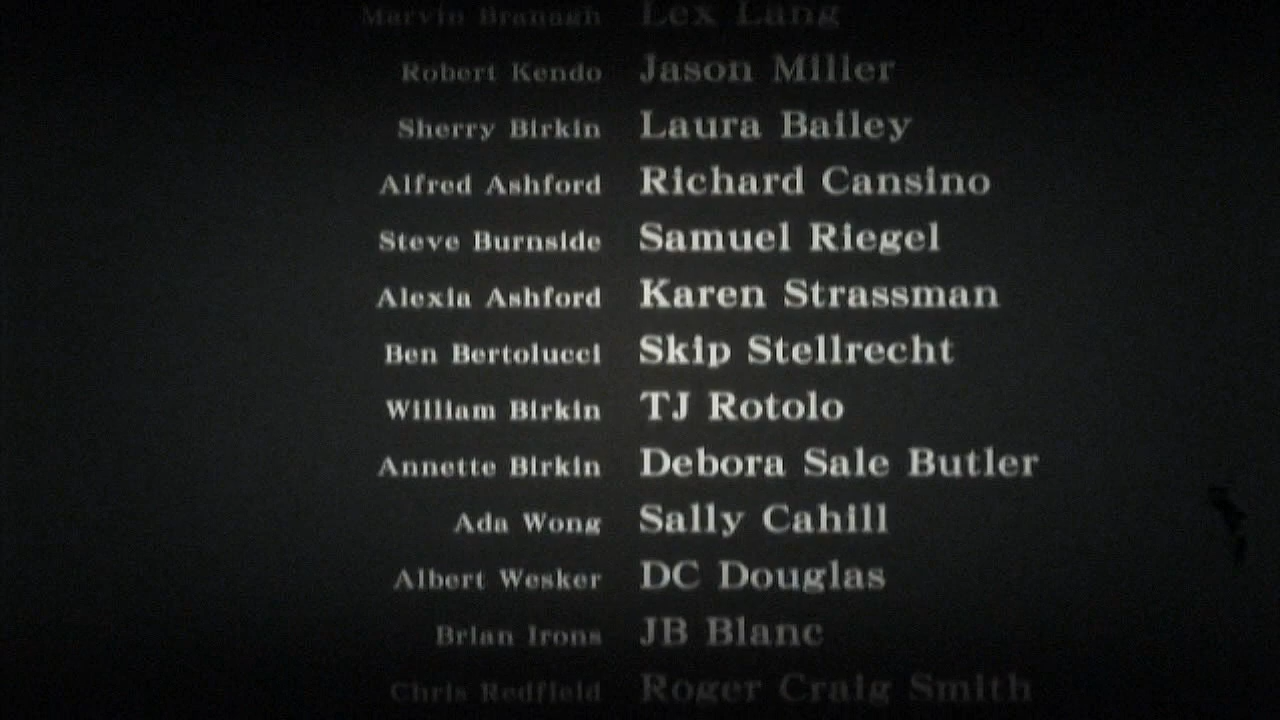 Marvin Branagh Lex Lang
Robert Kendo Jason Miller
Sherry Birkin Laura Bailey
Alfred Ashford Richard Cansino
Steve Burnside Samuel Riegel
Alexia Ashford Karen Strassman
Ben Bertolucci Skip Stellrecht
William Birkin TJ Rotolo
Annette Birkin Debora Sale Butler
Ada Wong Sally Cahill
Albert Wesker DC Douglas
Brian Irons JB Blanc
Chris Redfield Roger Craig Smith